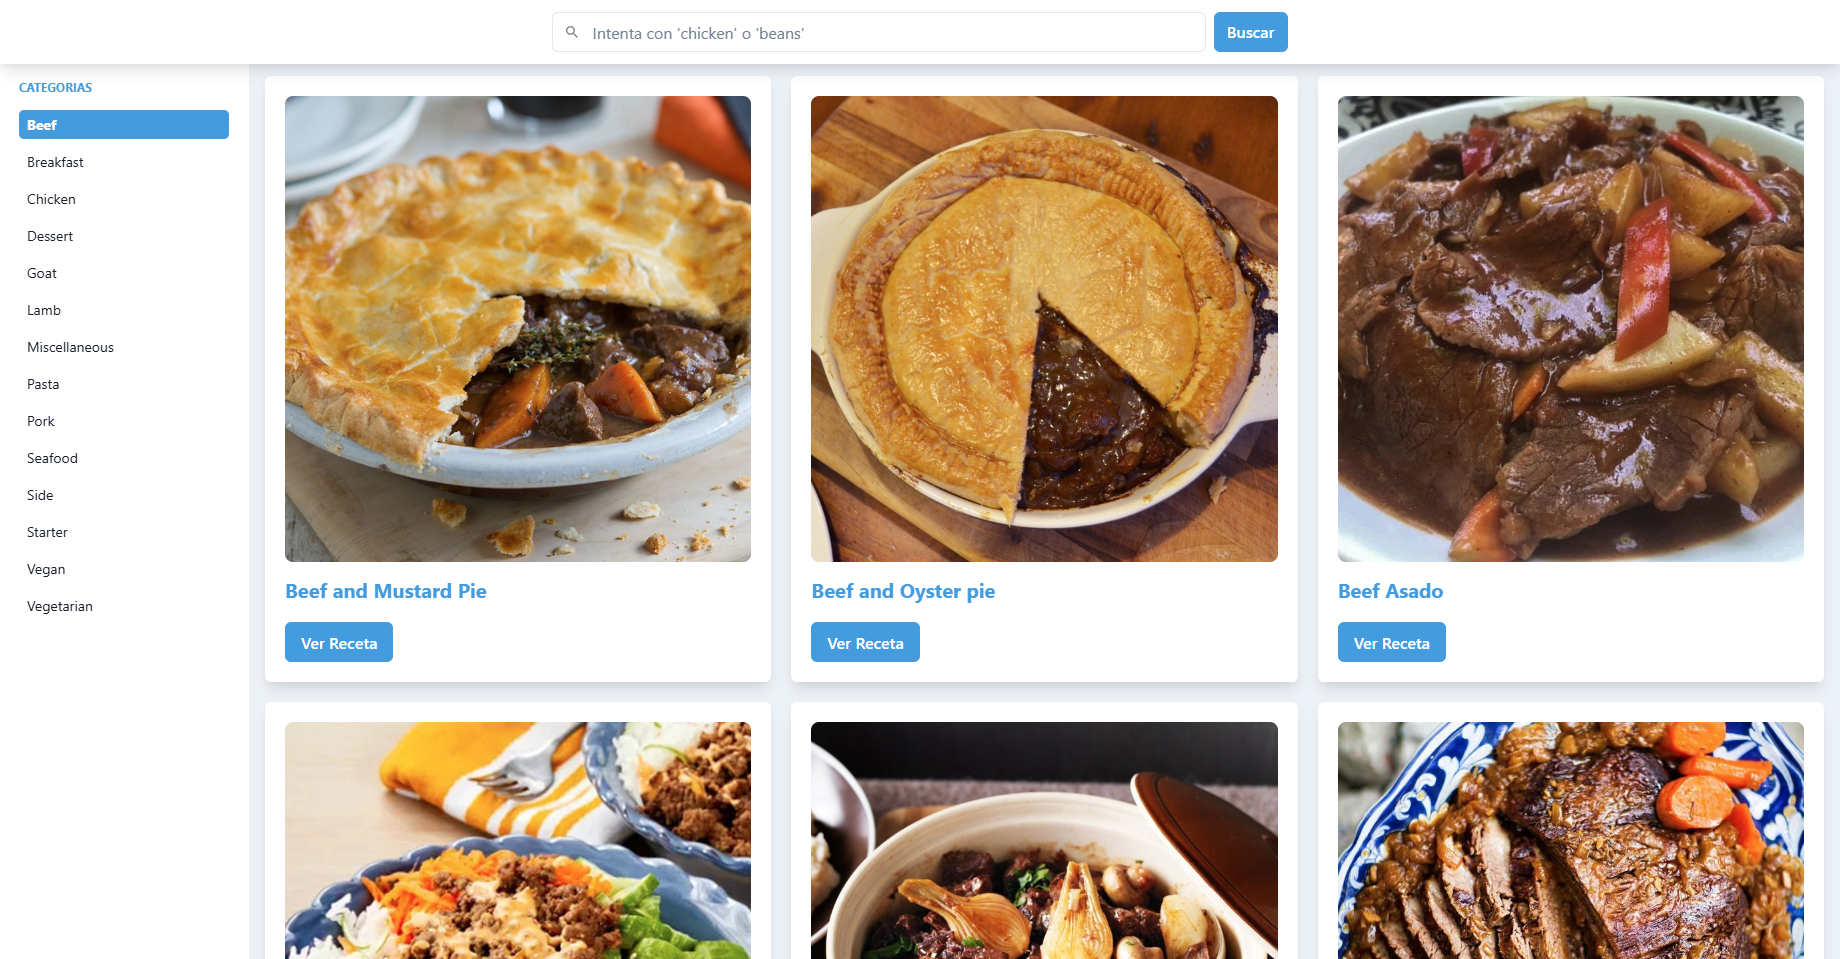 Intenta con 'chicken' o 'beans'
Buscar
CATEGORIAS
Beef
Breakfast
Chicken
Dessert
Goat
Lamb
Miscellaneous
Pasta
Pork
Seafood
Side
Starter
Vegan
Vegetarian
Beef and Mustard Pie
Ver Receta
Beef and Oyster pie
Ver Receta
Beef Asado
Ver Receta